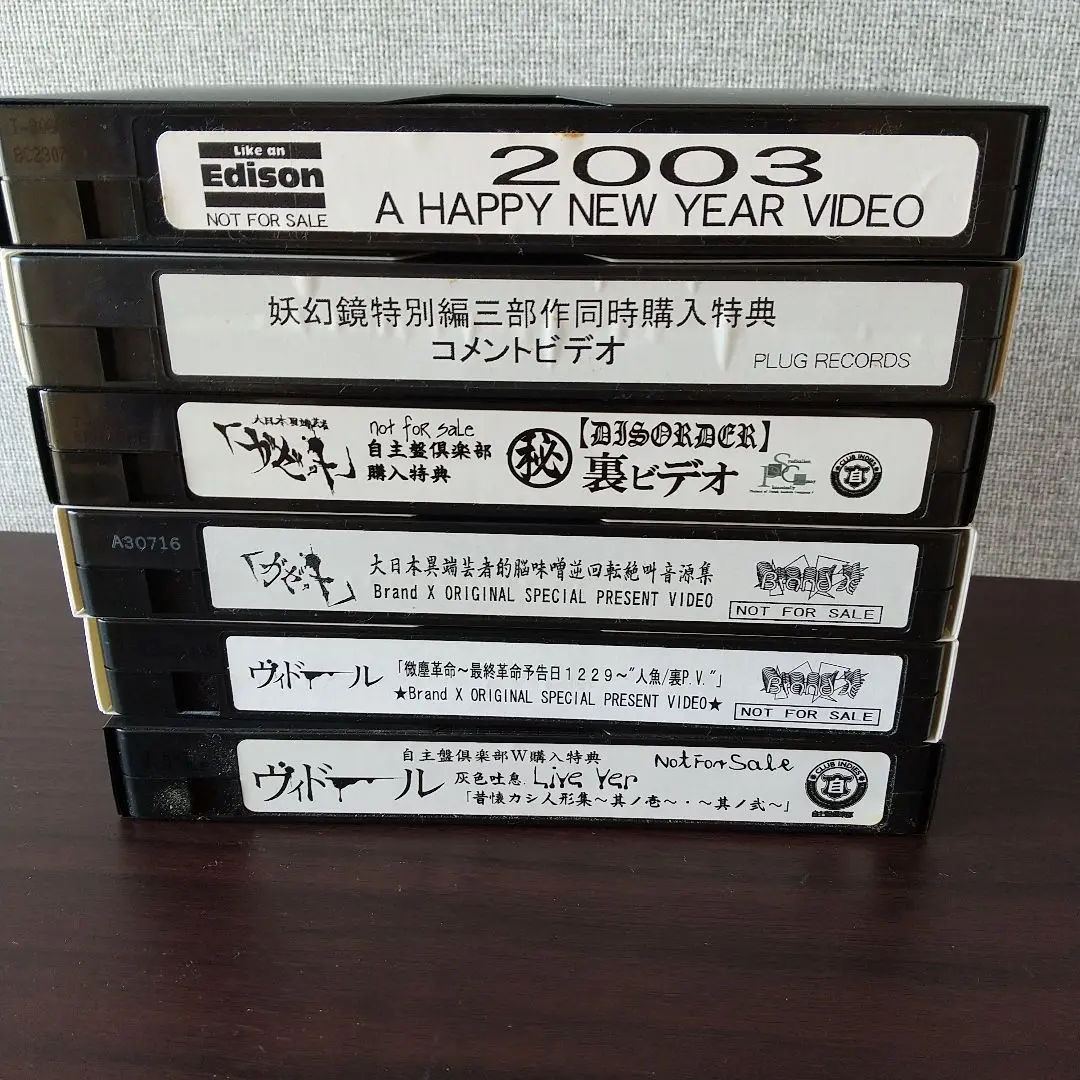 Like an
Edison
NOT FOR SALE
2003
A HAPPY NEW YEAR VIDEO
妖幻鏡特別編三部作同時購入特典
コメントビデオ
PLUG RECORDS
大日本異端芸者
「ガゼット」
not for sale
自主盤倶楽部
購入特典
㊙
【DISORDER】
裏ビデオ
CLUB INDIES
自
A30716
「ガゼット」
大日本異端芸者的脳味噌逆回転絶叫音源集
Brand X ORIGINAL SPECIAL PRESENT VIDEO
Brand X
NOT FOR SALE
ヴィドール
「微塵革命～最終革命予告日1229～"人魚/裏P.V."」
★Brand X ORIGINAL SPECIAL PRESENT VIDEO★
Brand X
NOT FOR SALE
自主盤倶楽部W購入特典
Not For Sale
ヴィドール
灰色吐息.Live Ver
「昔懐カシ人形集～其ノ壱～・～其ノ弐～」
CLUB INDIES
自
自主盤倶楽部